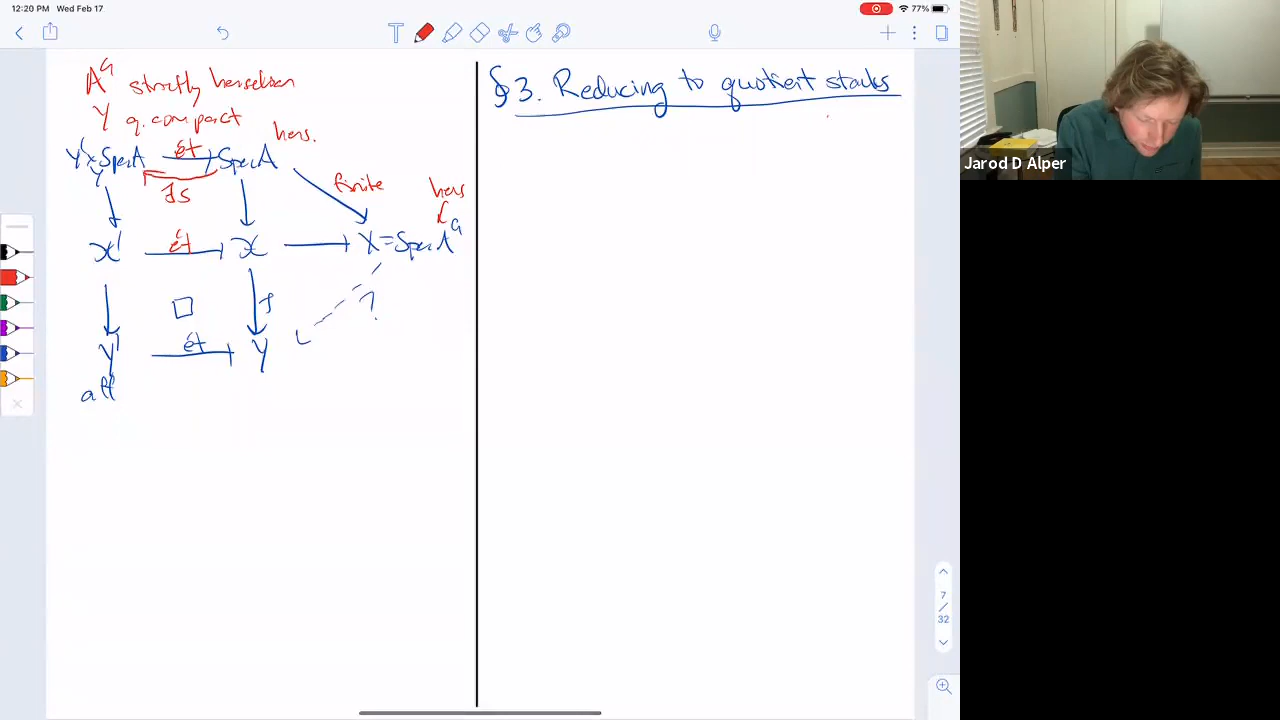 12:20 PM Wed Feb 17
77%
A^G strictly henselian
Y q. compact
Y' ×_Y Spec A ét Spec A hens.
∃ s
finite
hens
X' ét X X = Spec A^G
□ f ?
Y' ét Y
aff
§3. Reducing to quotient stacks
Jarod D Alper
7
/
32